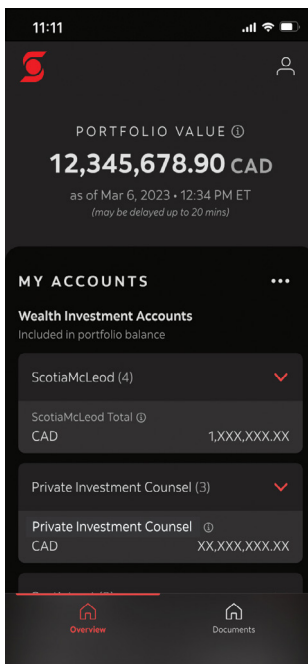 11:11
PORTFOLIO VALUE ⓘ
12,345,678.90 CAD
as of Mar 6, 2023 • 12:34 PM ET
(may be delayed up to 20 mins)
MY ACCOUNTS
Wealth Investment Accounts
Included in portfolio balance
ScotiaMcLeod (4)
ScotiaMcLeod Total ⓘ
CAD 1,XXX,XXX.XX
Private Investment Counsel (3)
Private Investment Counsel ⓘ
CAD XX,XXX,XXX.XX
Overview Documents